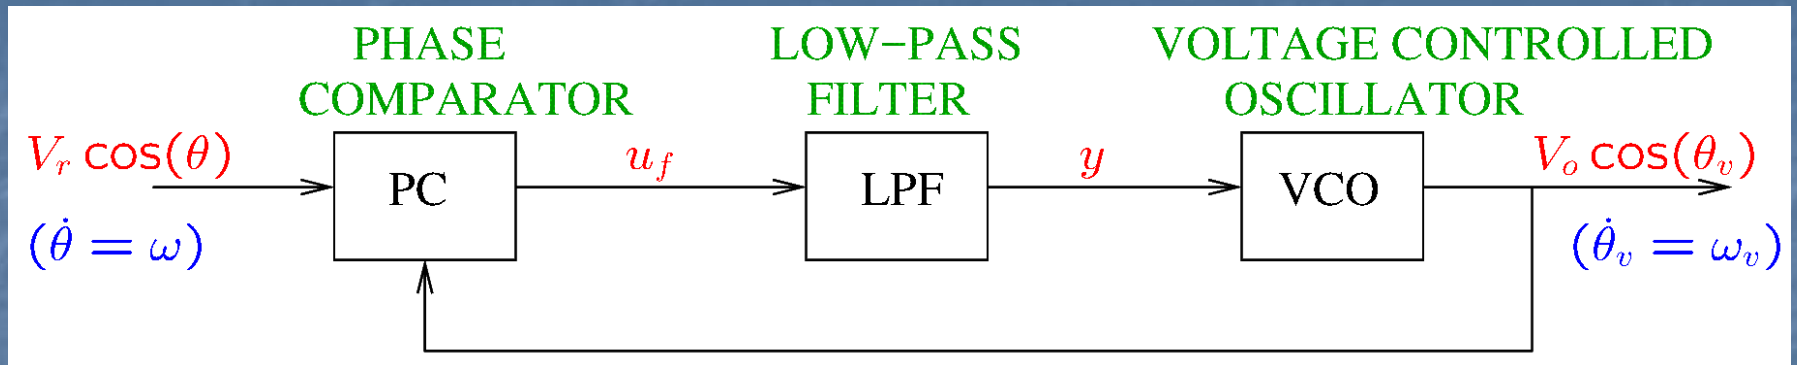 PHASE
COMPARATOR
LOW-PASS
FILTER
VOLTAGE CONTROLLED
OSCILLATOR
V_r cos(θ)
(θ̇ = ω)
PC
u_f
LPF
y
VCO
V_o cos(θ_v)
(θ̇_v = ω_v)